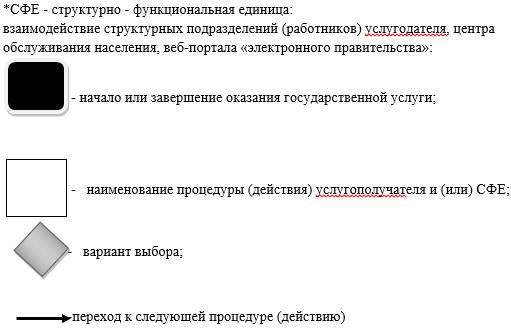 *СФЕ - структурно - функциональная единица:
взаимодействие структурных подразделений (работников) услугодателя, центра
обслуживания населения, веб-портала «электронного правительства»:
- начало или завершение оказания государственной услуги;
- наименование процедуры (действия) услугополучателя и (или) СФЕ;
- вариант выбора;
переход к следующей процедуре (действию)